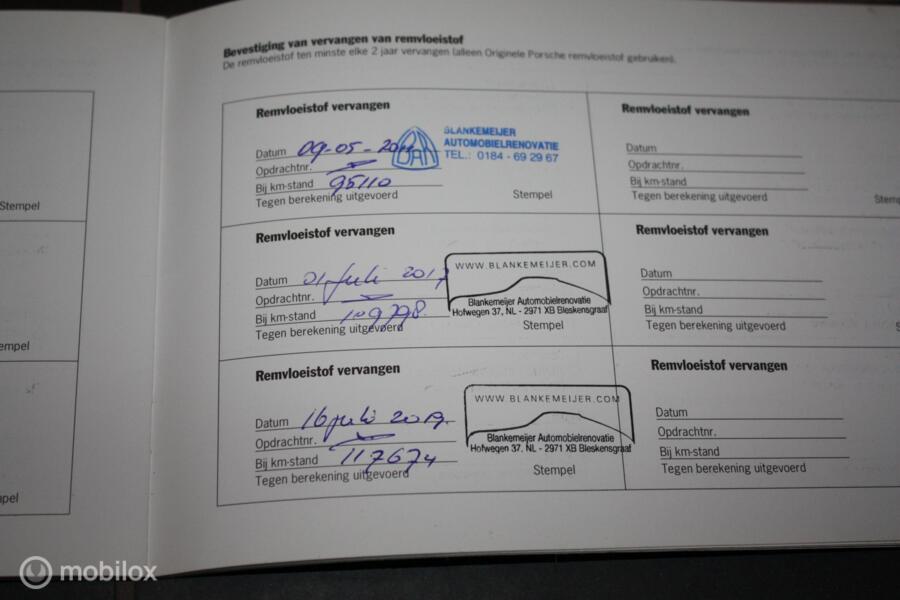 Bevestiging van vervangen van remvloeistof
De remvloeistof ten minste elke 2 jaar vervangen (alleen Originele Porsche remvloeistof gebruiken).
Stempel
Stempel
empel
pel
Remvloeistof vervangen
Datum 09-05-2011
Opdrachtnr.
Bij km-stand 95110
Tegen berekening uitgevoerd
BLANKEMEIJER
AUTOMOBIELRENOVATIE
TEL.: 0184 - 69 29 67
Stempel
Remvloeistof vervangen
Datum 01 juli 2017
Opdrachtnr.
Bij km-stand 109798.
Tegen berekening uitgevoerd
WWW.BLANKEMEIJER.COM
Blankemeijer Automobielrenovatie
Hofwegen 37, NL - 2971 XB Bleskensgraaf
Stempel
Remvloeistof vervangen
Datum 16 juli 2019.
Opdrachtnr.
Bij km-stand 117674
Tegen berekening uitgevoerd
WWW.BLANKEMEIJER.COM
Blankemeijer Automobielrenovatie
Hofwegen 37, NL - 2971 XB Bleskensgraaf
Stempel
Remvloeistof vervangen
Datum
Opdrachtnr.
Bij km-stand
Tegen berekening uitgevoerd
Stem
Remvloeistof vervangen
Datum
Opdrachtnr.
Bij km-stand
Tegen berekening uitgevoerd
S
Remvloeistof vervangen
Datum
Opdrachtnr.
Bij km-stand
Tegen berekening uitgevoerd
mobilox